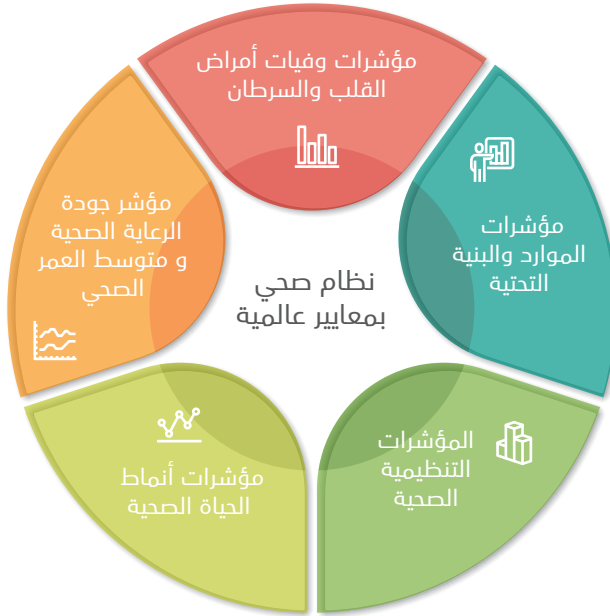 مؤشرات وفيات أمراض
القلب والسرطان
مؤشرات
الموارد والبنية
التحتية
المؤشرات
التنظيمية
الصحية
مؤشرات أنماط
الحياة الصحية
مؤشر جودة
الرعاية الصحية
و متوسط العمر
الصحي
نظام صحي
بمعايير عالمية